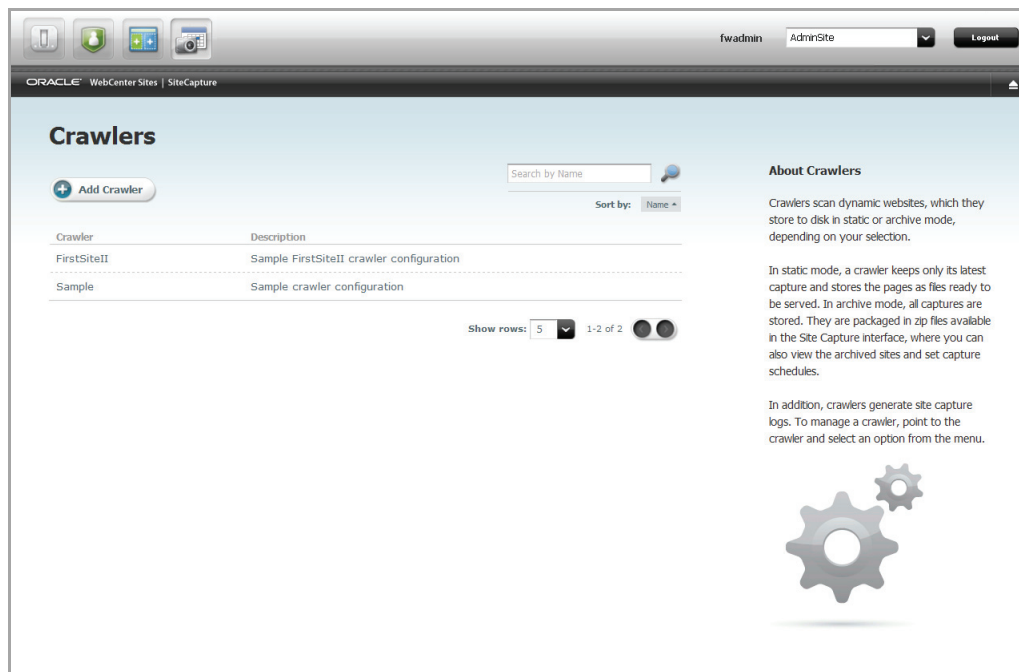 fwadmin AdminSite Logout
ORACLE WebCenter Sites | SiteCapture
Crawlers
Add Crawler
Search by Name
Sort by: Name
Crawler Description
FirstSiteII Sample FirstSiteII crawler configuration
Sample Sample crawler configuration
Show rows: 5 1-2 of 2
About Crawlers
Crawlers scan dynamic websites, which they
store to disk in static or archive mode,
depending on your selection.
In static mode, a crawler keeps only its latest
capture and stores the pages as files ready to
be served. In archive mode, all captures are
stored. They are packaged in zip files available
in the Site Capture interface, where you can
also view the archived sites and set capture
schedules.
In addition, crawlers generate site capture
logs. To manage a crawler, point to the
crawler and select an option from the menu.